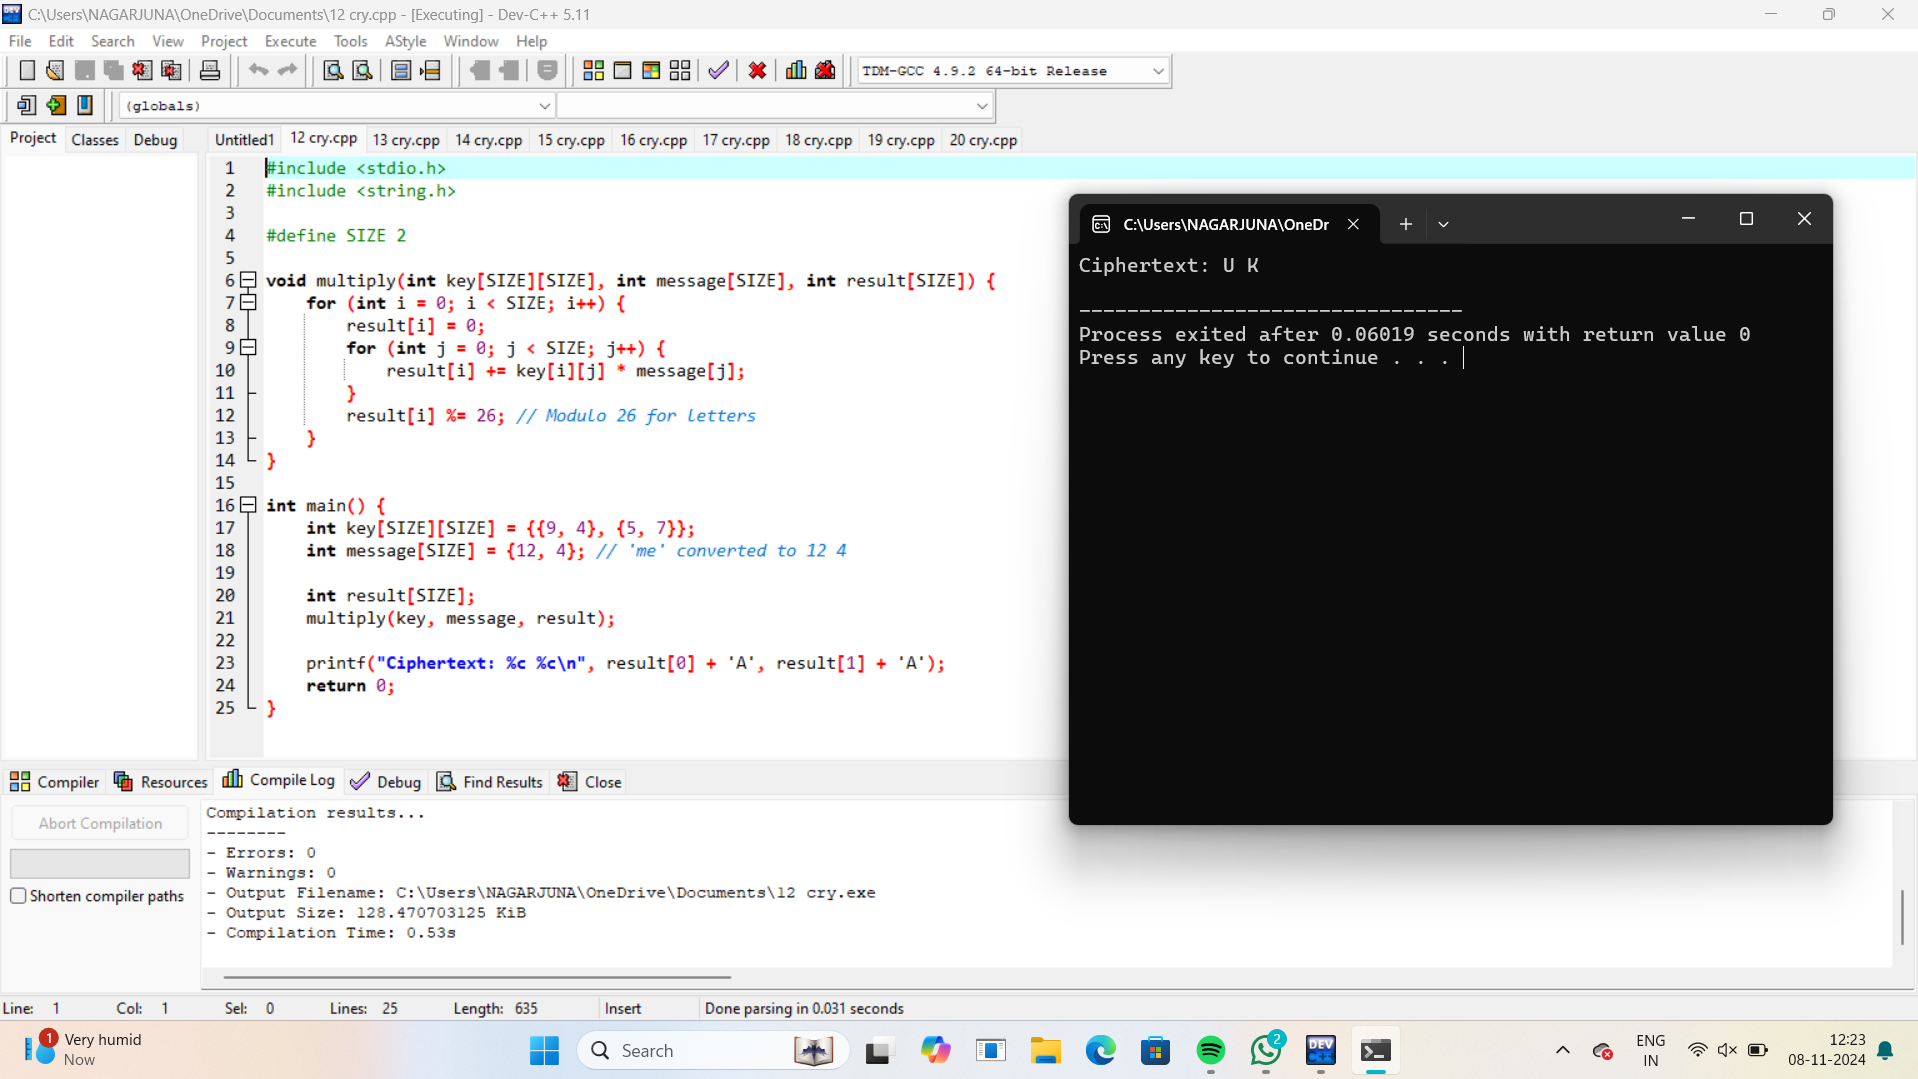 C:\Users\NAGARJUNA\OneDrive\Documents\12 cry.cpp - [Executing] - Dev-C++ 5.11
File Edit Search View Project Execute Tools AStyle Window Help
TDM-GCC 4.9.2 64-bit Release
(globals)
Project Classes Debug
Untitled1 12 cry.cpp 13 cry.cpp 14 cry.cpp 15 cry.cpp 16 cry.cpp 17 cry.cpp 18 cry.cpp 19 cry.cpp 20 cry.cpp
1 #include <stdio.h>
2 #include <string.h>
3
4 #define SIZE 2
5
6 void multiply(int key[SIZE][SIZE], int message[SIZE], int result[SIZE]) {
7 for (int i = 0; i < SIZE; i++) {
8 result[i] = 0;
9 for (int j = 0; j < SIZE; j++) {
10 result[i] += key[i][j] * message[j];
11 }
12 result[i] %= 26; // Modulo 26 for letters
13 }
14 }
15
16 int main() {
17 int key[SIZE][SIZE] = {{9, 4}, {5, 7}};
18 int message[SIZE] = {12, 4}; // 'me' converted to 12 4
19
20 int result[SIZE];
21 multiply(key, message, result);
22
23 printf("Ciphertext: %c %c\n", result[0] + 'A', result[1] + 'A');
24 return 0;
25 }
C:\Users\NAGARJUNA\OneDr
Ciphertext: U K
--------------------------------
Process exited after 0.06019 seconds with return value 0
Press any key to continue . . .
Compiler Resources Compile Log Debug Find Results Close
Abort Compilation
Shorten compiler paths
Compilation results...
--------
- Errors: 0
- Warnings: 0
- Output Filename: C:\Users\NAGARJUNA\OneDrive\Documents\12 cry.exe
- Output Size: 128.470703125 KiB
- Compilation Time: 0.53s
Line: 1 Col: 1 Sel: 0 Lines: 25 Length: 635 Insert Done parsing in 0.031 seconds
1
Very humid
Now
Search
2
DEV
ENG
IN
12:23
08-11-2024